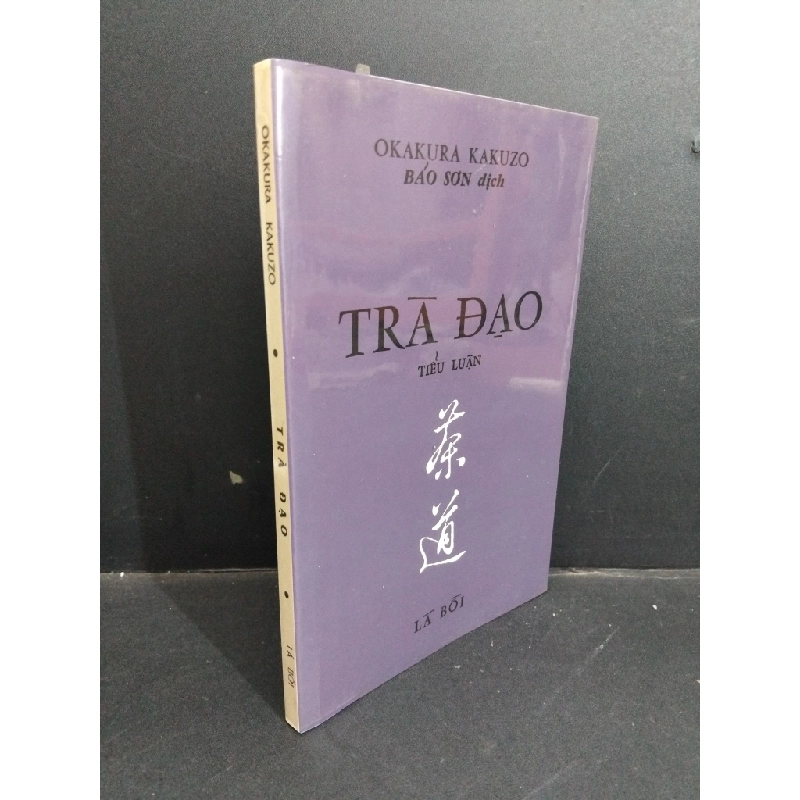 OKAKURA KAKUZO
BẢO SƠN dịch
TRÀ ĐẠO
TIỂU LUẬN
茶
道
LÁ BỐI
OKAKURA KAKUZO • TRÀ ĐẠO • LÁ BỐI